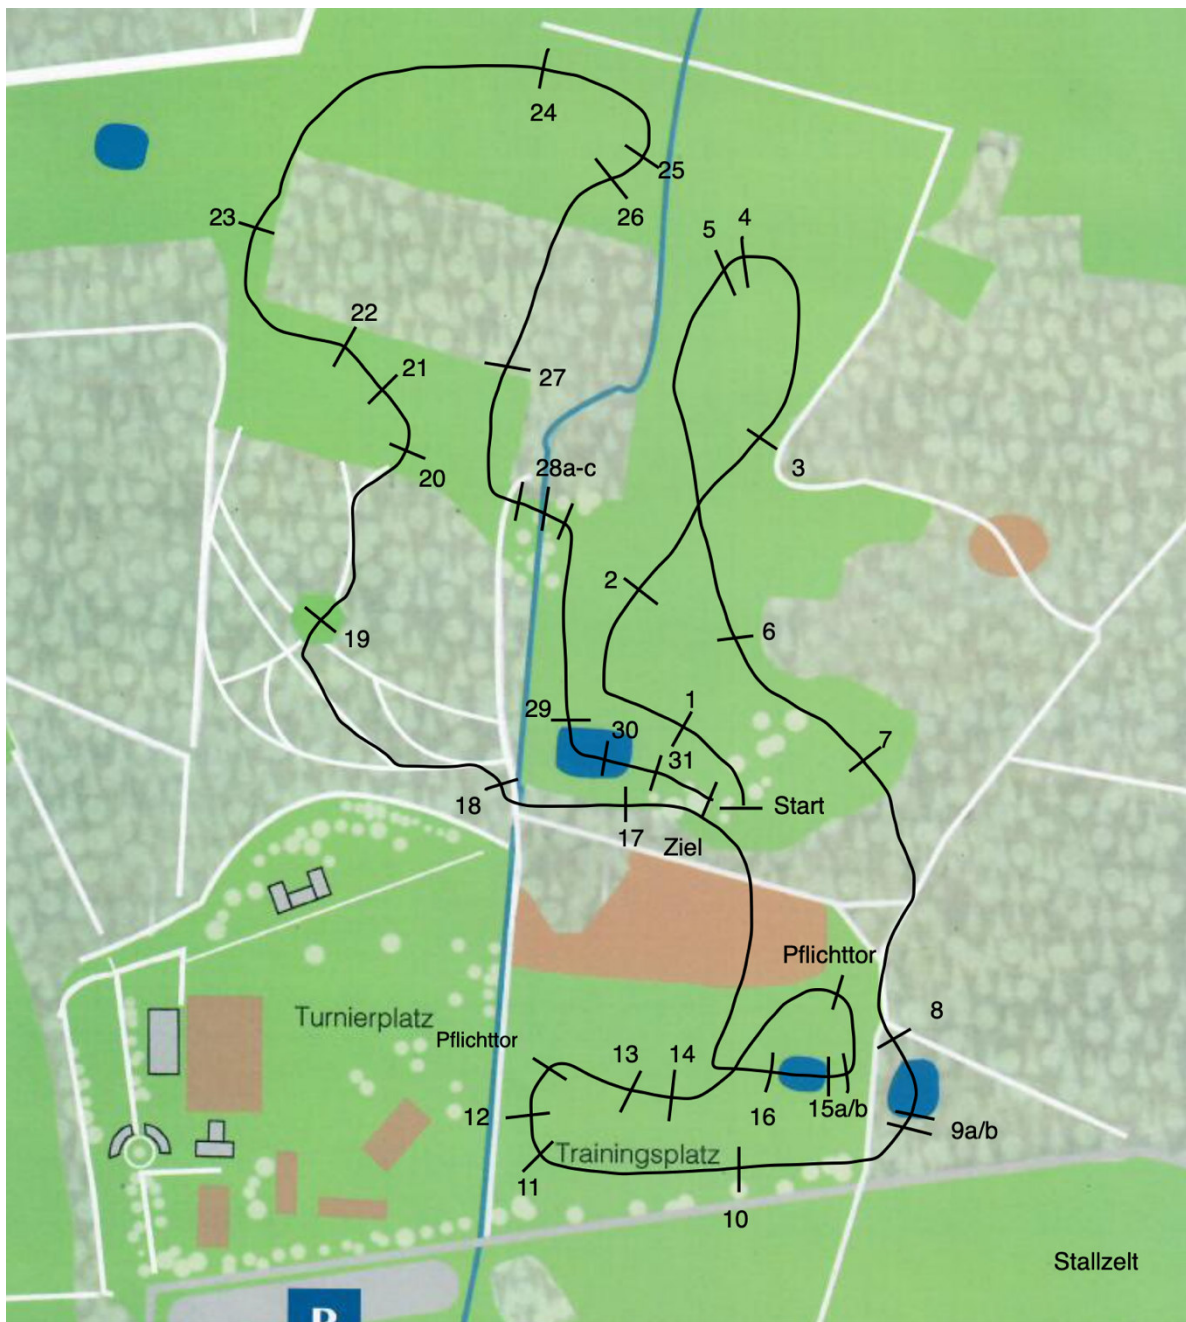 24
25
26
23
4
5
22
21
27
3
20
28a-c
2
6
19
1
29
30
7
31
18
Start
17
Ziel
Pflichttor
8
Turnierplatz
Pflichttor
13
14
12
16
15a/b
9a/b
Trainingsplatz
11
10
Stallzelt
P